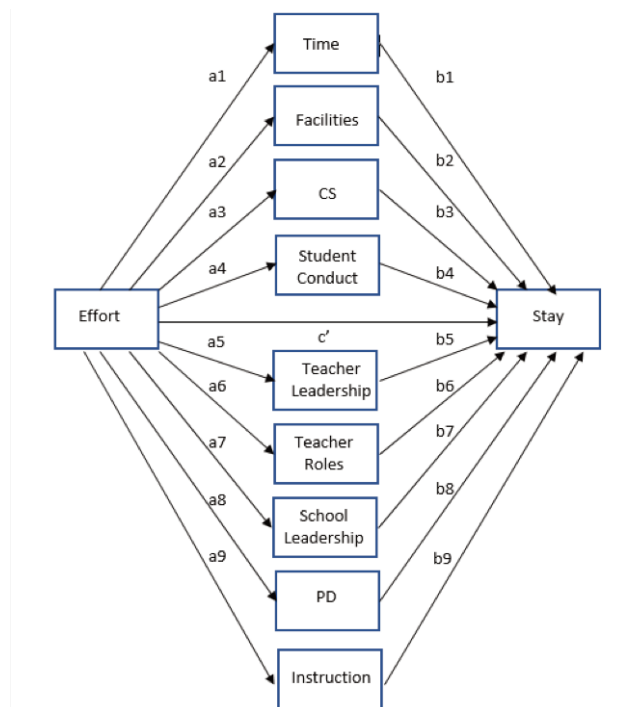 Time
a1
b1
Facilities
a2
b2
CS
a3
b3
Student
Conduct
a4
b4
Effort
Stay
c'
a5
b5
Teacher
Leadership
a6
b6
Teacher
Roles
a7
b7
School
Leadership
a8
b8
PD
a9
b9
Instruction